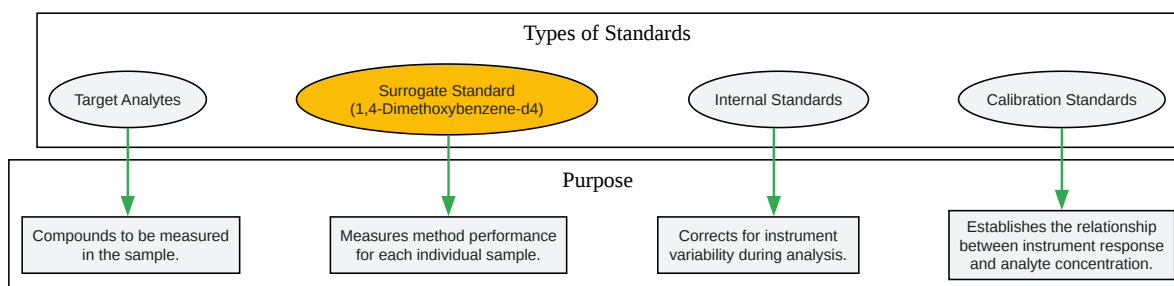 Types of Standards
Target Analytes
Surrogate Standard
(1,4-Dimethoxybenzene-d4)
Internal Standards
Calibration Standards
Purpose
Compounds to be measured
in the sample.
Measures method performance
for each individual sample.
Corrects for instrument
variability during analysis.
Establishes the relationship
between instrument response
and analyte concentration.